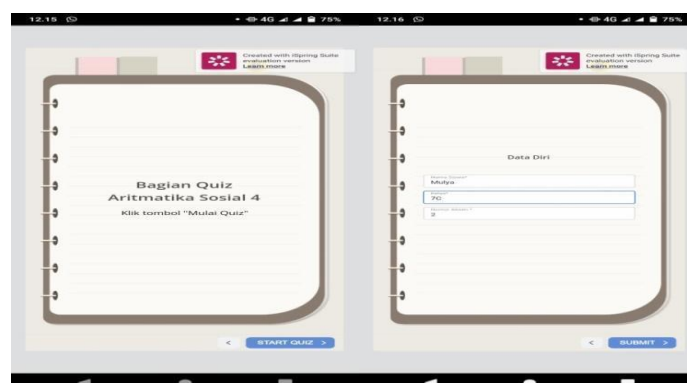 12.15
4G 75%
Created with iSpring Suite
evaluation version
Learn more
Bagian Quiz
Aritmatika Sosial 4
Klik tombol "Mulai Quiz"
<
START QUIZ >
12.16
4G 75%
Created with iSpring Suite
evaluation version
Learn more
Data Diri
Mulya
2
<
SUBMIT >